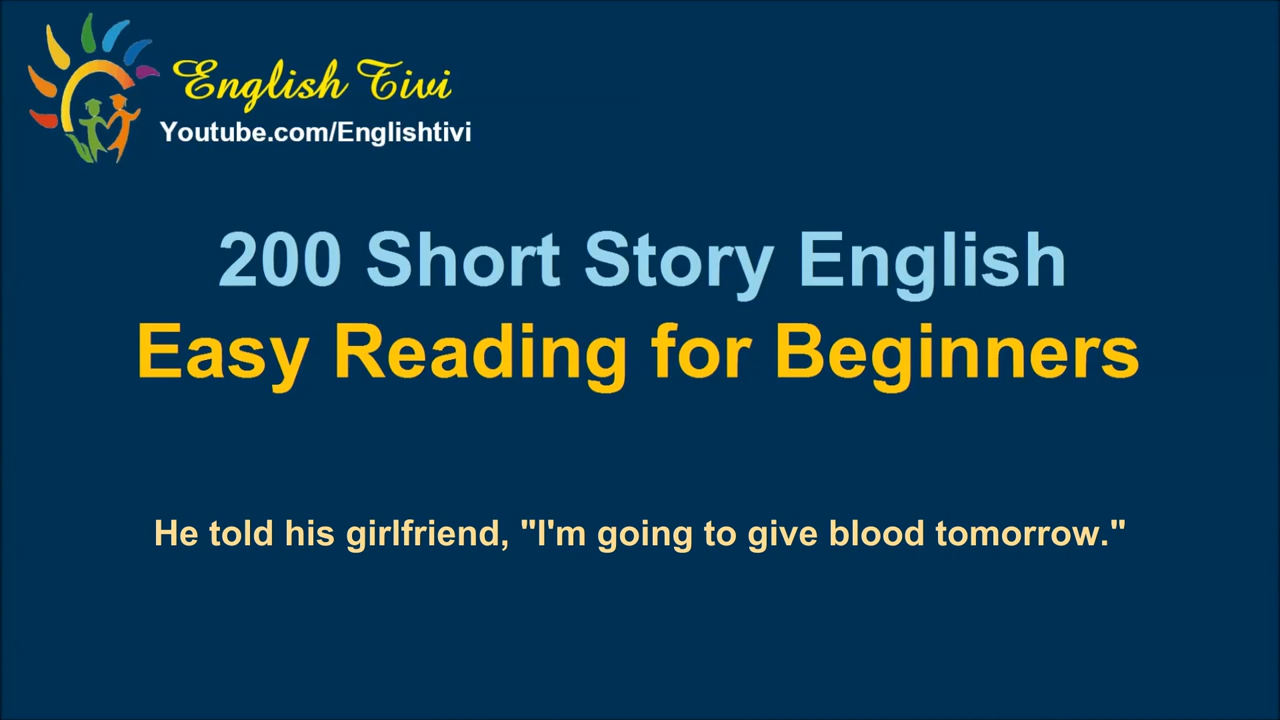 English Tivi
Youtube.com/Englishtivi
200 Short Story English
Easy Reading for Beginners
He told his girlfriend, "I'm going to give blood tomorrow."